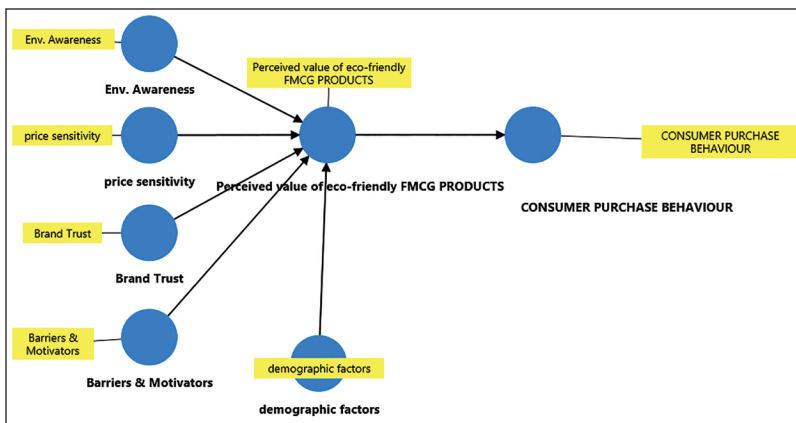 Env. Awareness
Env. Awareness
Perceived value of eco-friendly
FMCG PRODUCTS
price sensitivity
price sensitivity
CONSUMER PURCHASE
BEHAVIOUR
Perceived value of eco-friendly FMCG PRODUCTS
CONSUMER PURCHASE BEHAVIOUR
Brand Trust
Brand Trust
Barriers &
Motivators
Barriers & Motivators
demographic factors
demographic factors